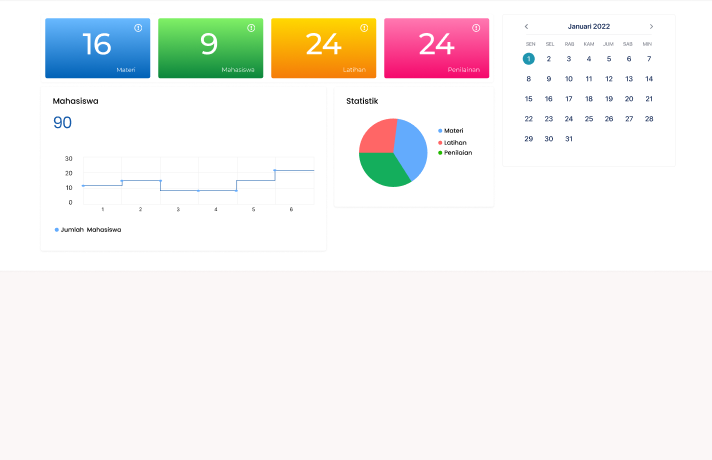 16
Materi
9
Mahasiswa
24
Latihan
24
Penilainan
Mahasiswa
90
30
20
10
0
1 2 3 4 5 6
Jumlah Mahasiswa
Statistik
Materi
Latihan
Penilaian
Januari 2022
SEN SEL RAB KAM JUM SAB MIN
1 2 3 4 5 6 7
8 9 10 11 12 13 14
15 16 17 18 19 20 21
22 23 24 25 26 27 28
29 30 31